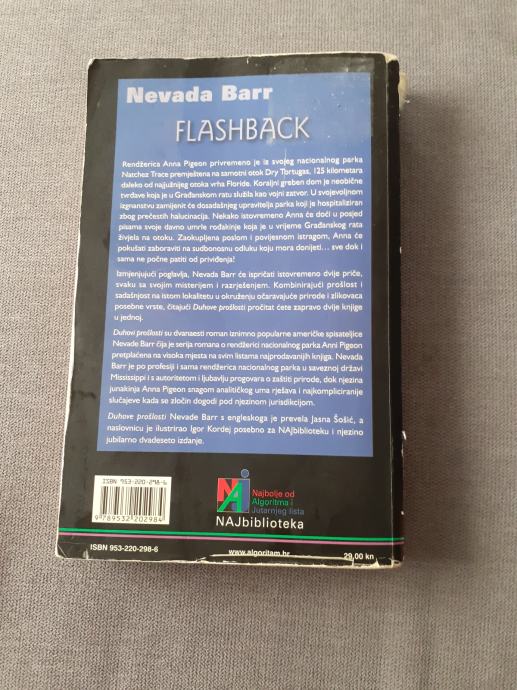 Nevada Barr
FLASHBACK
Rendžerica Anna Pigeon privremeno je iz svojeg nacionalnog parka
Natchez Trace premještena na samotni otok Dry Tortugas, 125 kilometara
daleko od najjužnijeg otoka vrha Floride. Koraljni greben dom je neobične
tvrđave koja je u Građanskom ratu služila kao vojni zatvor. U svojevoljnom
izgnanstvu zamijenit će dosadašnjeg upravitelja parka koji je hospitaliziran
zbog prečestih halucinacija. Nekako istovremeno Anna će doći u posjed
pisama svoje davno umrle rođakinje koja je u vrijeme Građanskog rata
živjela na otoku. Zaokupljena poslom i povijesnom istragom, Anna će
pokušati zaboraviti na sudbonosnu odluku koju mora donijeti... sve dok i
sama ne počne patiti od priviđenja!
Izmjenjujući poglavlja, Nevada Barr će ispričati istovremeno dvije priče,
svaku sa svojim misterijem i razrješenjem. Kombinirajući prošlost i
sadašnjost na istom lokalitetu u okruženju očaravajuće prirode i zlikovaca
posebne vrste, čitajući Duhove prošlosti pročitat ćete zapravo dvije knjige
u jednoj.
Duhovi prošlosti su dvanaesti roman iznimno popularne američke spisateljice
Nevade Barr čija je serija romana o rendžerici nacionalnog parka Anni Pigeon
pretplaćena na visoka mjesta na svim listama najprodavanijih knjiga. Nevada
Barr je po profesiji i sama rendžerica nacionalnog parka u saveznoj državi
Mississippi i s autoritetom i ljubavlju progovara o zaštiti prirode, dok njezina
junakinja Anna Pigeon snagom analitičkog uma rješava i najkompliciranije
slučajeve kada se zločin dogodi pod njezinom jurisdikcijom.
Duhove prošlosti Nevade Barr s engleskoga je prevela Jasna Šošić, a
naslovnicu je ilustrirao Igor Kordej posebno za NAJbiblioteku i njezino
jubilarno dvadeseto izdanje.
ISBN 953-220-298-6
9 789532 202984
NAJ
Najbolje od
Algoritma i
Jutarnjeg lista
NAJbiblioteka
ISBN 953-220-298-6
www.algoritam.hr
29,00 kn